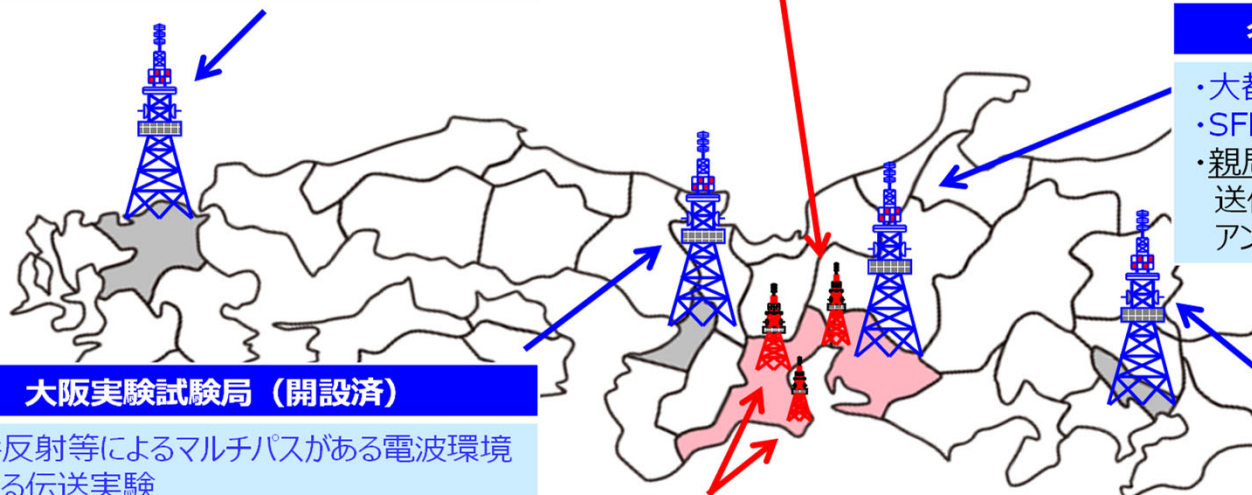 ・大都
・SF
・親局
送
アン
大阪実験試験局（開設済）
反射等によるマルチパスがある電波環境
る伝送実験